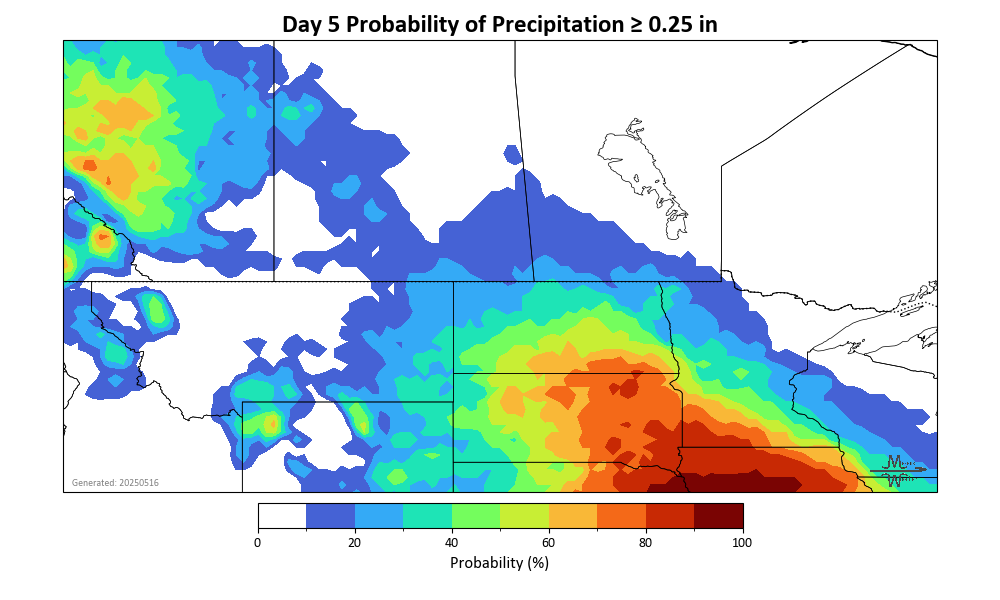 Day 5 Probability of Precipitation ≥ 0.25 in
Generated: 20250516
0 20 40 60 80 100
Probability (%)